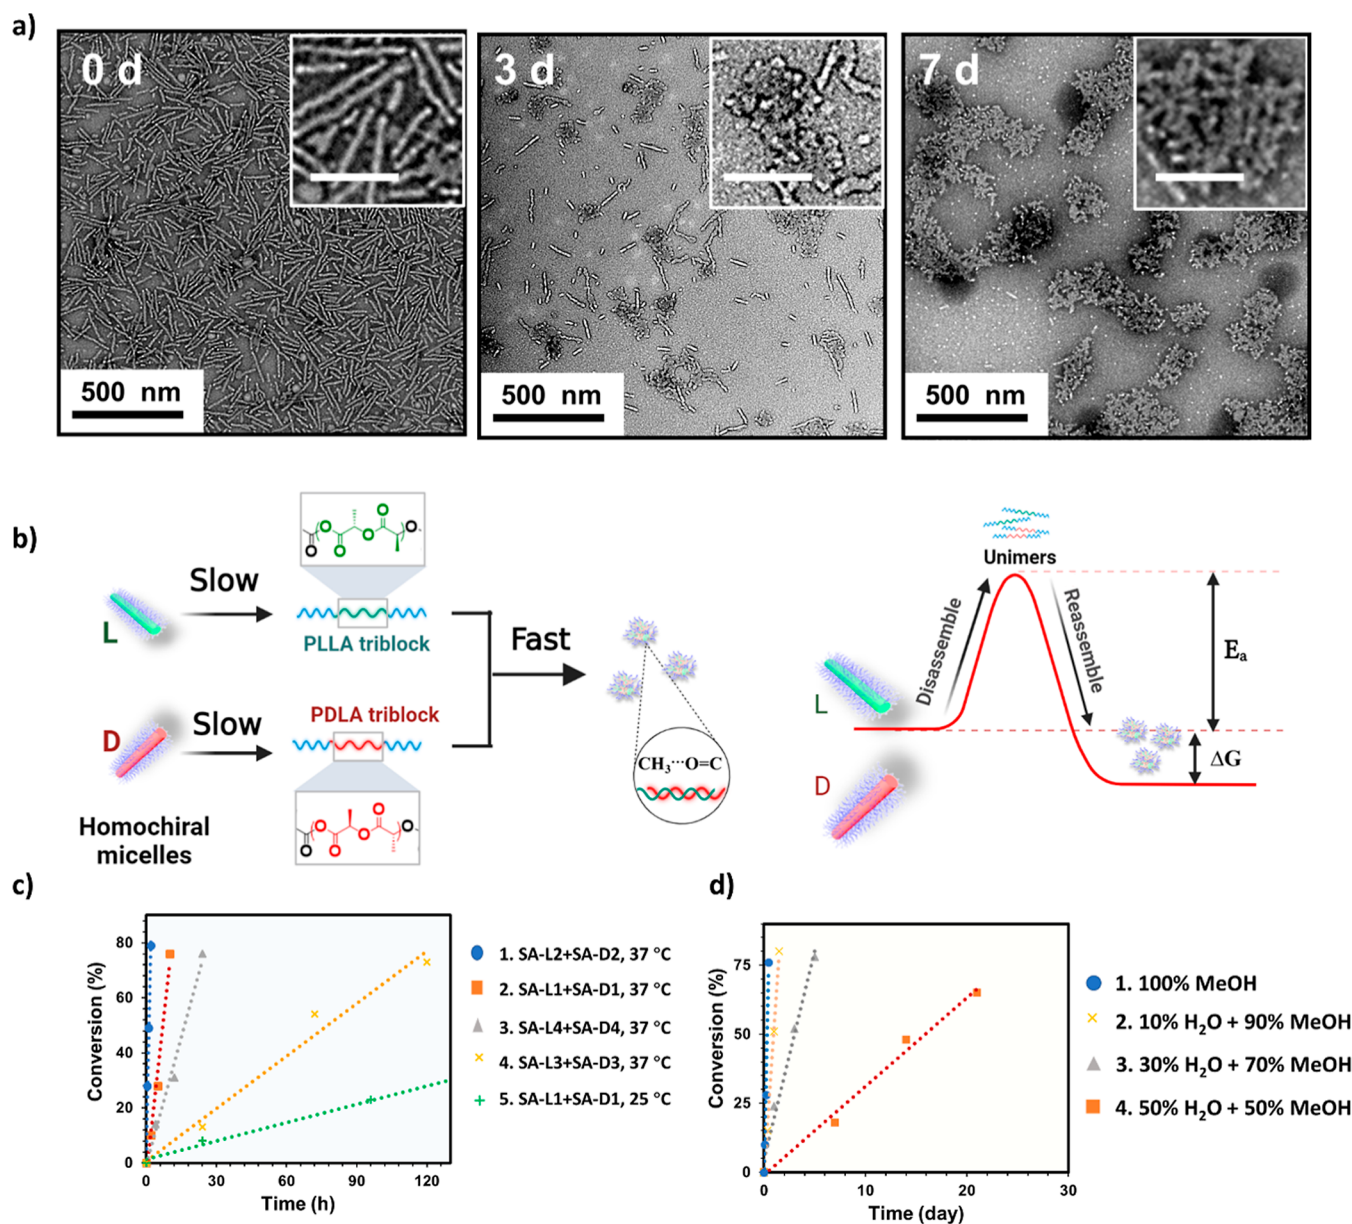 a)
0 d
3 d
7 d
500 nm
500 nm
500 nm
b)
Slow
L
PLLA triblock
O
O
O
O
O
O
Fast
Slow
D
PDLA triblock
O
O
O
O
O
O
Homochiral
micelles
CH₃···O=C
Unimers
Disassemble
Reassemble
Eₐ
L
ΔG
D
c)
Conversion (%)
80
60
40
20
0
0 30 60 90 120
Time (h)
1. SA-L2+SA-D2, 37 °C
2. SA-L1+SA-D1, 37 °C
3. SA-L4+SA-D4, 37 °C
4. SA-L3+SA-D3, 37 °C
5. SA-L1+SA-D1, 25 °C
d)
Conversion (%)
75
50
25
0
0 10 20 30
Time (day)
1. 100% MeOH
2. 10% H₂O + 90% MeOH
3. 30% H₂O + 70% MeOH
4. 50% H₂O + 50% MeOH